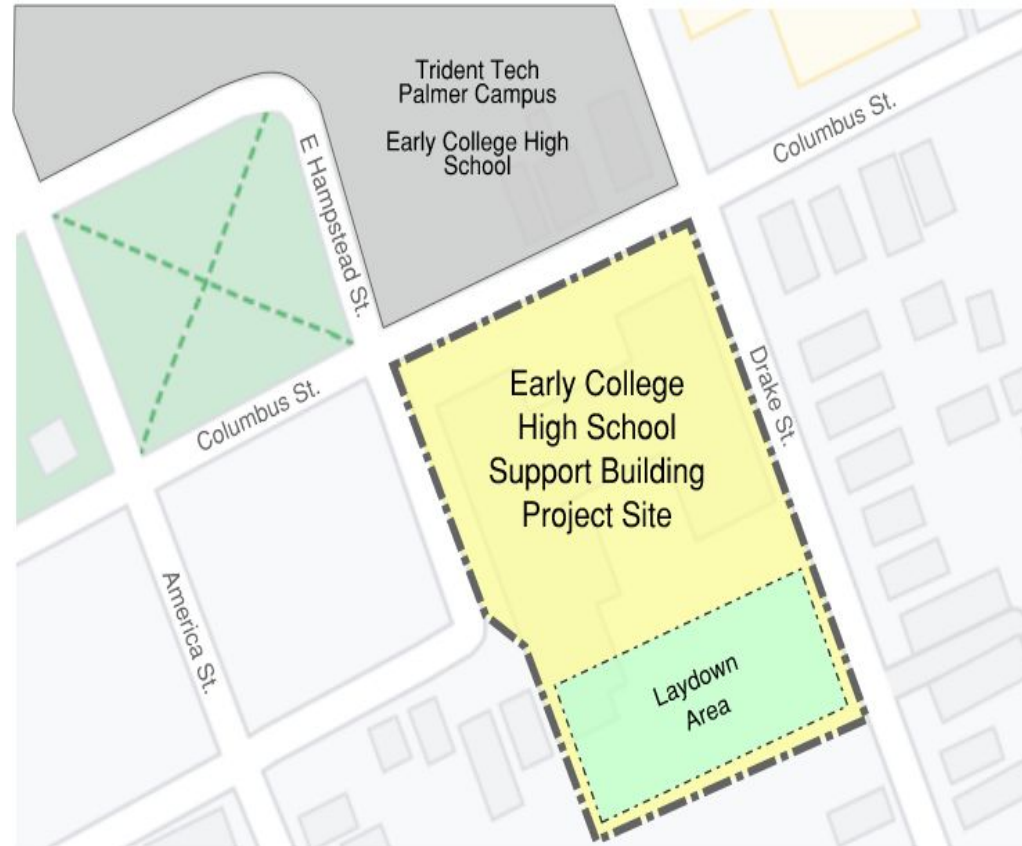 Trident Tech
Palmer Campus
Early College High
School
Columbus St.
E Hampstead St.
Drake St.
Columbus St.
Early College
High School
Support Building
Project Site
America St.
Laydown
Area